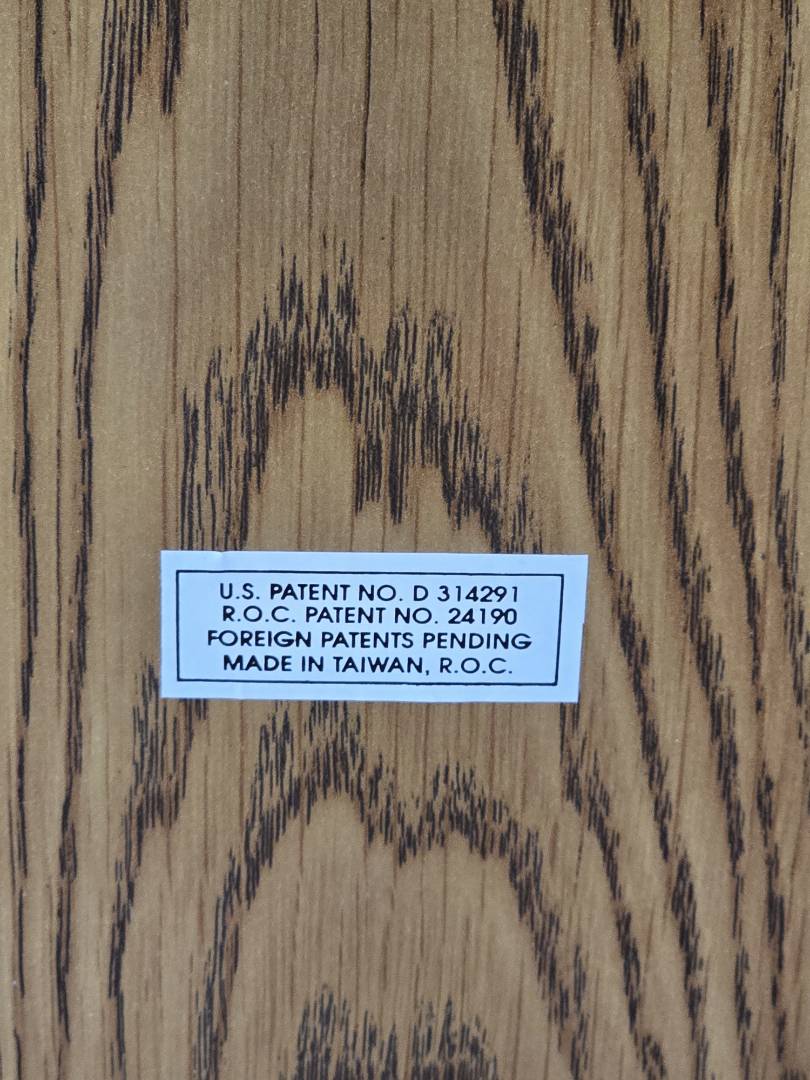 U.S. PATENT NO. D 314291
R.O.C. PATENT NO. 24190
FOREIGN PATENTS PENDING
MADE IN TAIWAN, R.O.C.